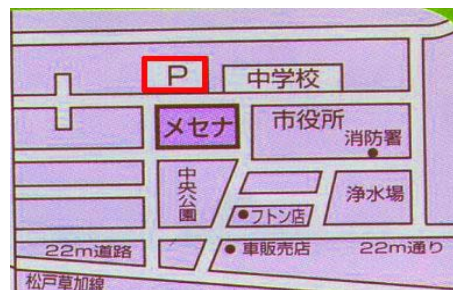 P
中学校
メセナ
市役所
消防署
中央公園
浄水場
フトン店
22m道路
車販売店
22m通り
松戸草加線